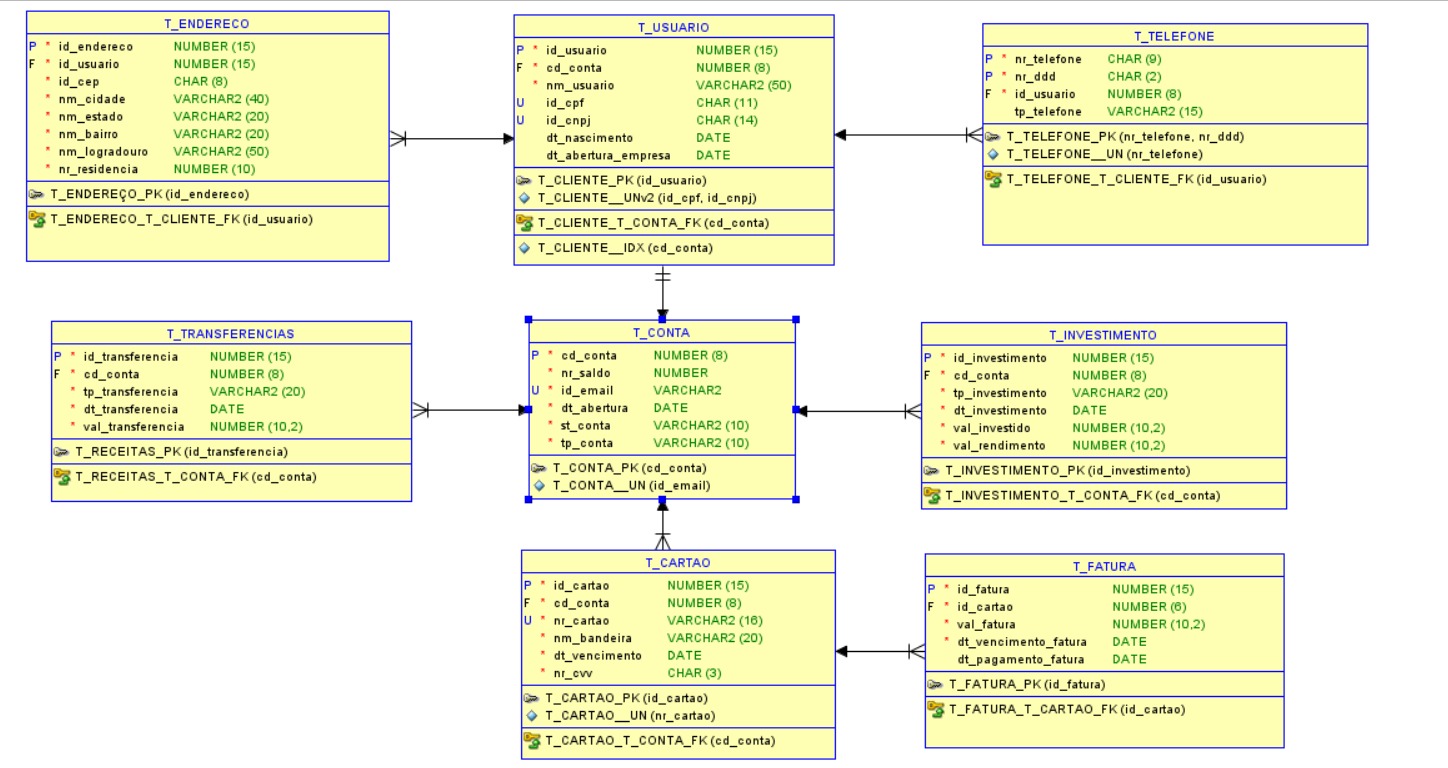 T_ENDERECO
P * id_endereco NUMBER (15)
F * id_usuario NUMBER (15)
* id_cep CHAR (8)
* nm_cidade VARCHAR2 (40)
* nm_estado VARCHAR2 (20)
* nm_bairro VARCHAR2 (20)
* nm_logradouro VARCHAR2 (50)
* nr_residencia NUMBER (10)
T_ENDEREÇO_PK (id_endereco)
T_ENDERECO_T_CLIENTE_FK (id_usuario)
T_USUARIO
P * id_usuario NUMBER (15)
F * cd_conta NUMBER (8)
* nm_usuario VARCHAR2 (50)
U id_cpf CHAR (11)
U id_cnpj CHAR (14)
dt_nascimento DATE
dt_abertura_empresa DATE
T_CLIENTE_PK (id_usuario)
T_CLIENTE__UNv2 (id_cpf, id_cnpj)
T_CLIENTE_T_CONTA_FK (cd_conta)
T_CLIENTE__IDX (cd_conta)
T_TELEFONE
P * nr_telefone CHAR (9)
P * nr_ddd CHAR (2)
F * id_usuario NUMBER (8)
tp_telefone VARCHAR2 (15)
T_TELEFONE_PK (nr_telefone, nr_ddd)
T_TELEFONE__UN (nr_telefone)
T_TELEFONE_T_CLIENTE_FK (id_usuario)
T_TRANSFERENCIAS
P * id_transferencia NUMBER (15)
F * cd_conta NUMBER (8)
* tp_transferencia VARCHAR2 (20)
* dt_transferencia DATE
* val_transferencia NUMBER (10,2)
T_RECEITAS_PK (id_transferencia)
T_RECEITAS_T_CONTA_FK (cd_conta)
T_CONTA
P * cd_conta NUMBER (8)
* nr_saldo NUMBER
U * id_email VARCHAR2
* dt_abertura DATE
* st_conta VARCHAR2 (10)
* tp_conta VARCHAR2 (10)
T_CONTA_PK (cd_conta)
T_CONTA__UN (id_email)
T_INVESTIMENTO
P * id_investimento NUMBER (15)
F * cd_conta NUMBER (8)
* tp_investimento VARCHAR2 (20)
* dt_investimento DATE
* val_investido NUMBER (10,2)
* val_rendimento NUMBER (10,2)
T_INVESTIMENTO_PK (id_investimento)
T_INVESTIMENTO_T_CONTA_FK (cd_conta)
T_CARTAO
P * id_cartao NUMBER (15)
F * cd_conta NUMBER (8)
U * nr_cartao VARCHAR2 (16)
* nm_bandeira VARCHAR2 (20)
* dt_vencimento DATE
* nr_cvv CHAR (3)
T_CARTAO_PK (id_cartao)
T_CARTAO__UN (nr_cartao)
T_CARTAO_T_CONTA_FK (cd_conta)
T_FATURA
P * id_fatura NUMBER (15)
F * id_cartao NUMBER (6)
* val_fatura NUMBER (10,2)
* dt_vencimento_fatura DATE
dt_pagamento_fatura DATE
T_FATURA_PK (id_fatura)
T_FATURA_T_CARTAO_FK (id_cartao)